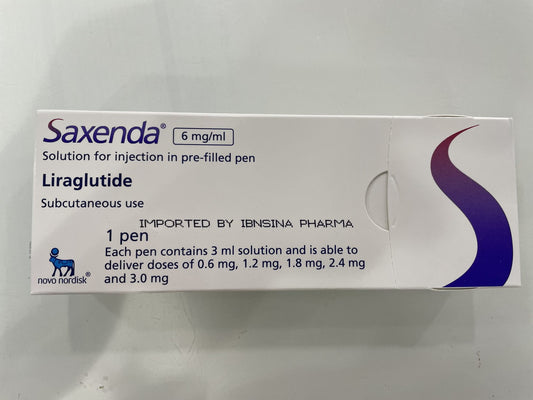 Saxenda® 6 mg/ml
Solution for injection in pre-filled pen
Liraglutide
Subcutaneous use
IMPORTED BY IBNSINA PHARMA
1 pen
Each pen contains 3 ml solution and is able to
deliver doses of 0.6 mg, 1.2 mg, 1.8 mg, 2.4 mg
and 3.0 mg
novo nordisk®